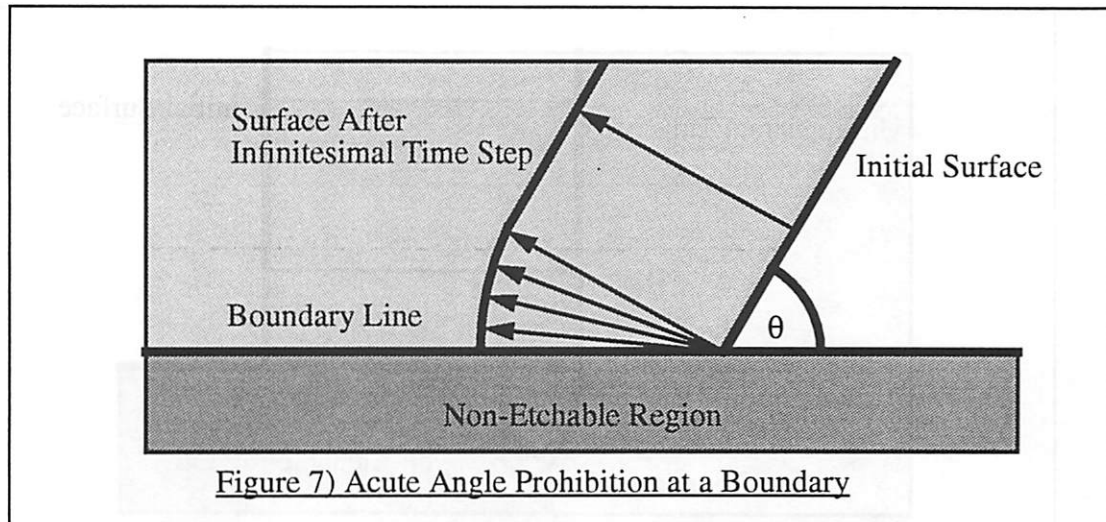 Surface After
Infinitesimal Time Step
Initial Surface
Boundary Line
θ
Non-Etchable Region
Figure 7) Acute Angle Prohibition at a Boundary